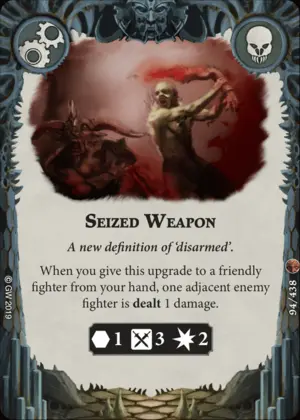 SEIZED WEAPON
A new definition of 'disarmed'.
When you give this upgrade to a friendly
fighter from your hand, one adjacent enemy
fighter is dealt 1 damage.
1 3 2
© GW 2019
94/438